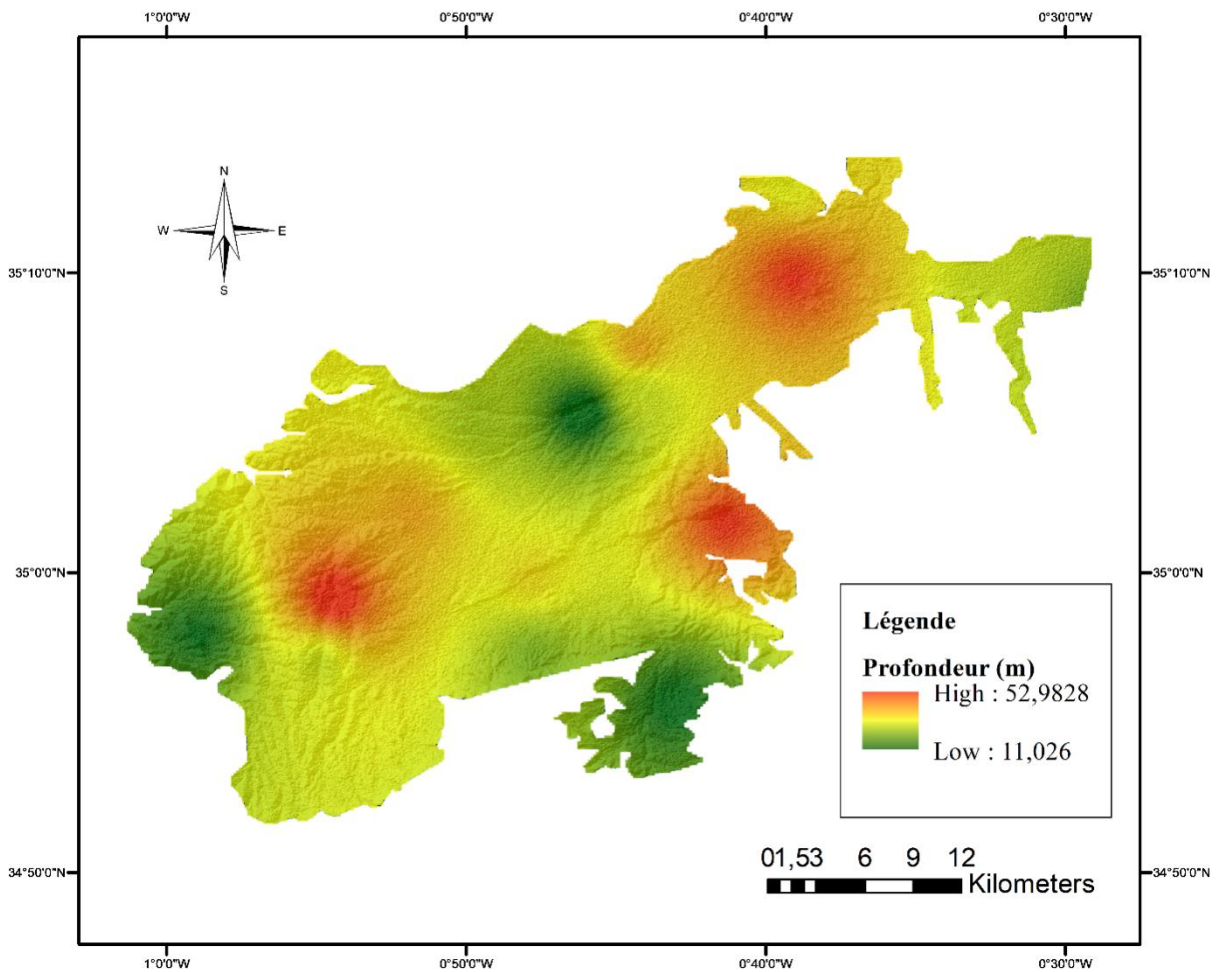 1°0'0"W 0°50'0"W 0°40'0"W 0°30'0"W
N
W E
S
35°10'0"N 35°10'0"N
35°0'0"N 35°0'0"N
Légende
Profondeur (m)
High : 52,9828
Low : 11,026
01,53 6 9 12
Kilometers
34°50'0"N 34°50'0"N
1°0'0"W 0°50'0"W 0°40'0"W 0°30'0"W